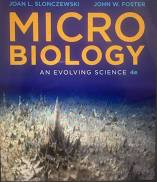 JOAN L. SLONCZEWSKI JOHN W. FOSTER
MICRO
BIOLOGY
AN EVOLVING SCIENCE 4e